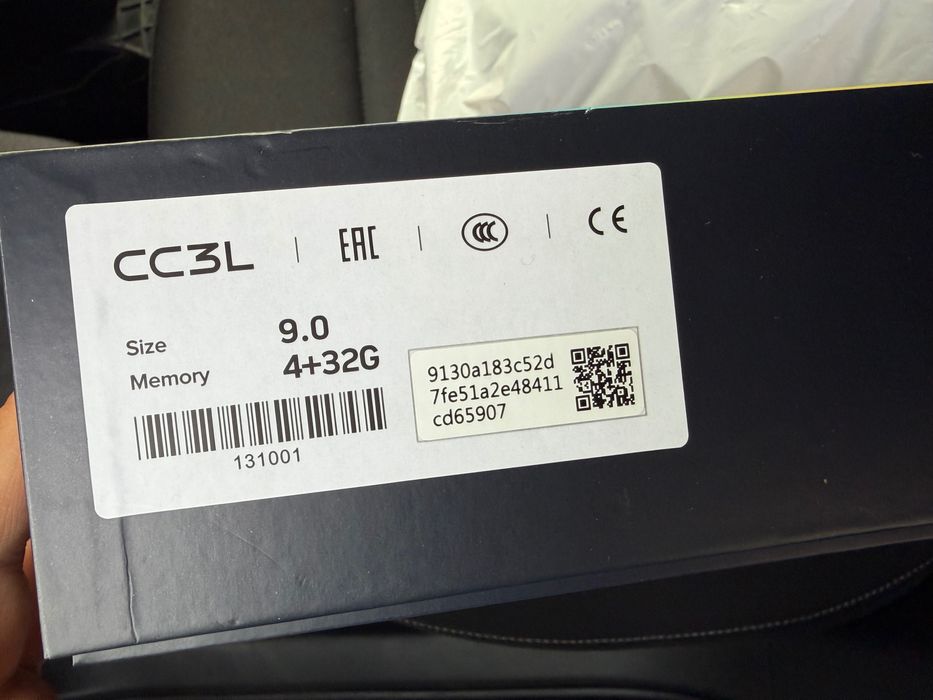 CC3L | EAC | CCC | CE
Size 9.0
Memory 4+32G
131001
9130a183c52d
7fe51a2e48411
cd65907